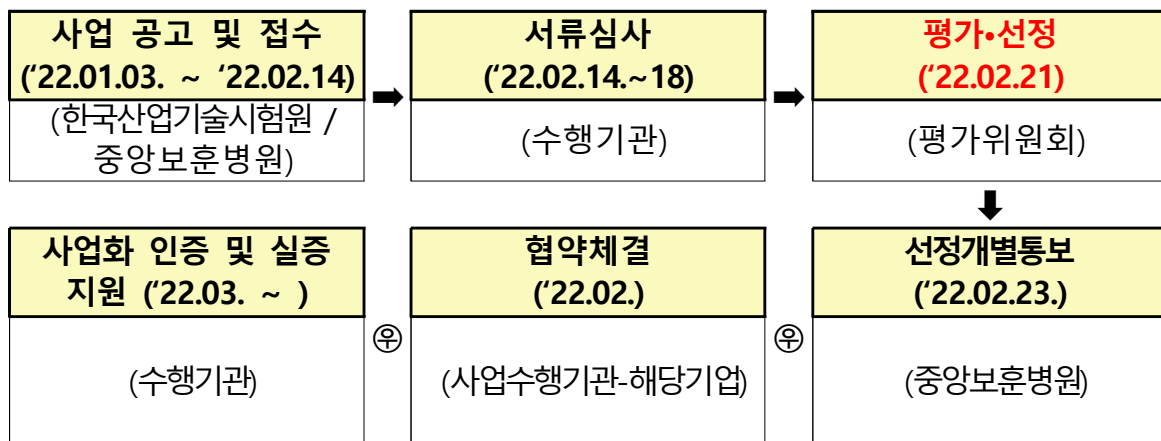 사업 공고 및 접수
(‘22.01.03. ~ ‘22.02.14)
(한국산업기술시험원 /
중앙보훈병원)
서류심사
(‘22.02.14.~18)
(수행기관)
평가•선정
(‘22.02.21)
(평가위원회)
사업화 인증 및 실증
지원 (‘22.03. ~ )
(수행기관)
㉾
협약체결
(‘22.02.)
(사업수행기관-해당기업)
㉾
선정개별통보
(‘22.02.23.)
(중앙보훈병원)